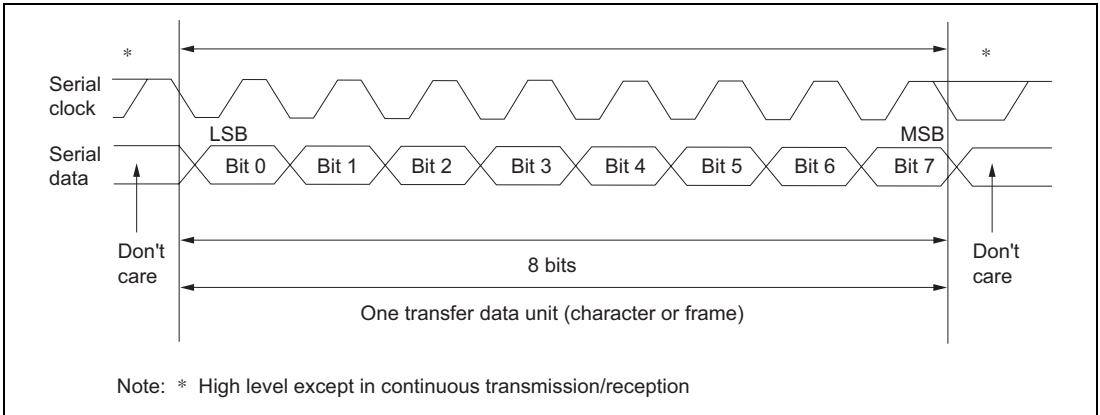 * *
Serial
clock
LSB MSB
Serial
data
Bit 0 Bit 1 Bit 2 Bit 3 Bit 4 Bit 5 Bit 6 Bit 7
Don't
care
Don't
care
8 bits
One transfer data unit (character or frame)
Note: * High level except in continuous transmission/reception